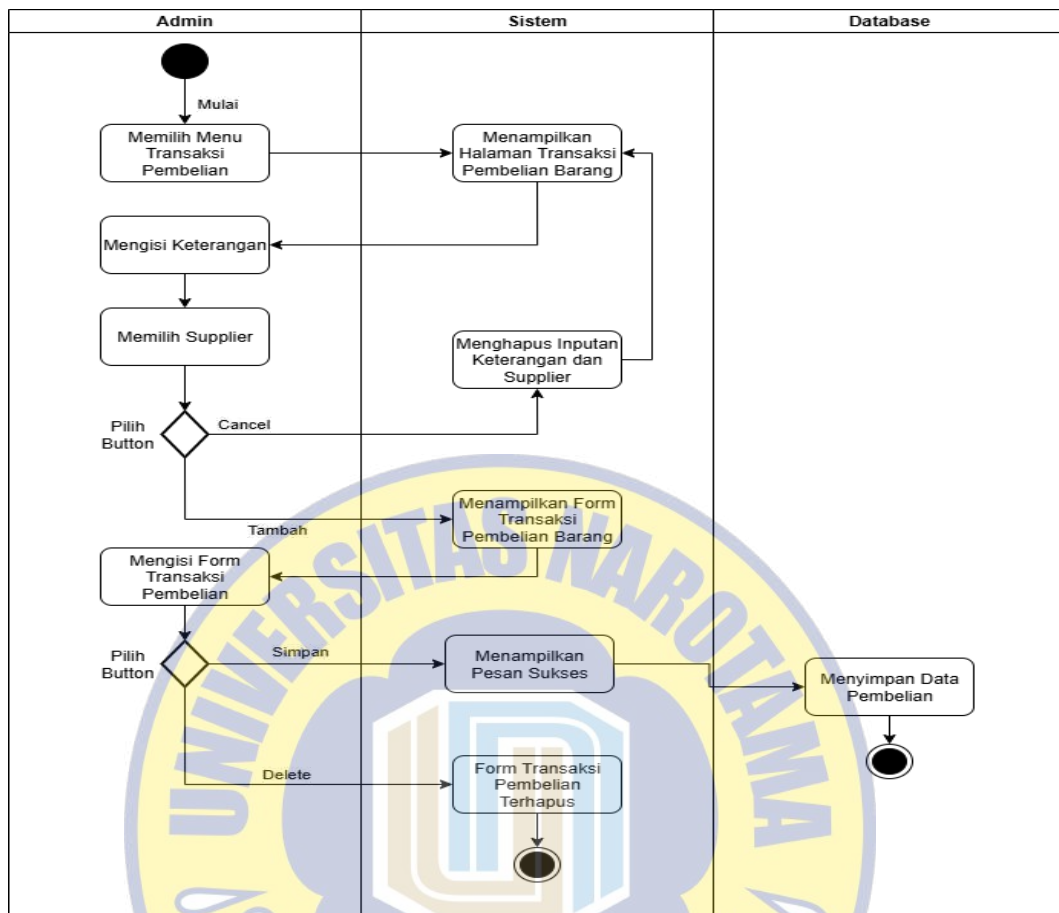 Admin
Sistem
Database
Mulai
Memilih Menu
Transaksi
Pembelian
Menampilkan
Halaman Transaksi
Pembelian Barang
Mengisi Keterangan
Memilih Supplier
Menghapus Inputan
Keterangan dan
Supplier
Pilih
Button
Cancel
Tambah
Menampilkan Form
Transaksi
Pembelian Barang
Mengisi Form
Transaksi
Pembelian
Pilih
Button
Simpan
Menampilkan
Pesan Sukses
Menyimpan Data
Pembelian
Delete
Form Transaksi
Pembelian
Terhapus
UNIVERSITAS NAROTAMA